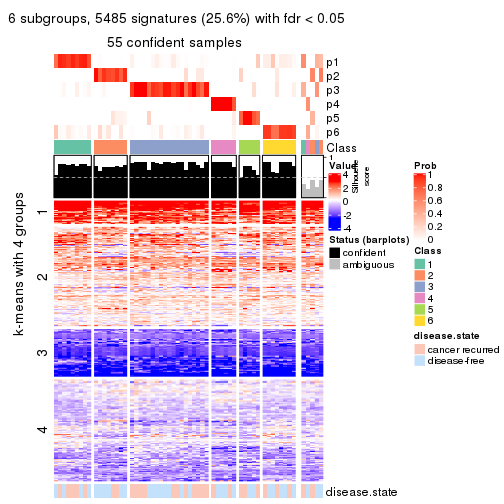 6 subgroups, 5485 signatures (25.6%) with fdr < 0.05
55 confident samples
p1
p2
p3
p4
p5
p6
Class
1
Silhouette
score
Value
4
2
0
-2
-4
Prob
1
0.8
0.6
0.4
0.2
0
Status (barplots)
confident
ambiguous
Class
1
2
3
4
5
6
disease.state
cancer recurred
disease-free
k-means with 4 groups
1
2
3
4
disease.state